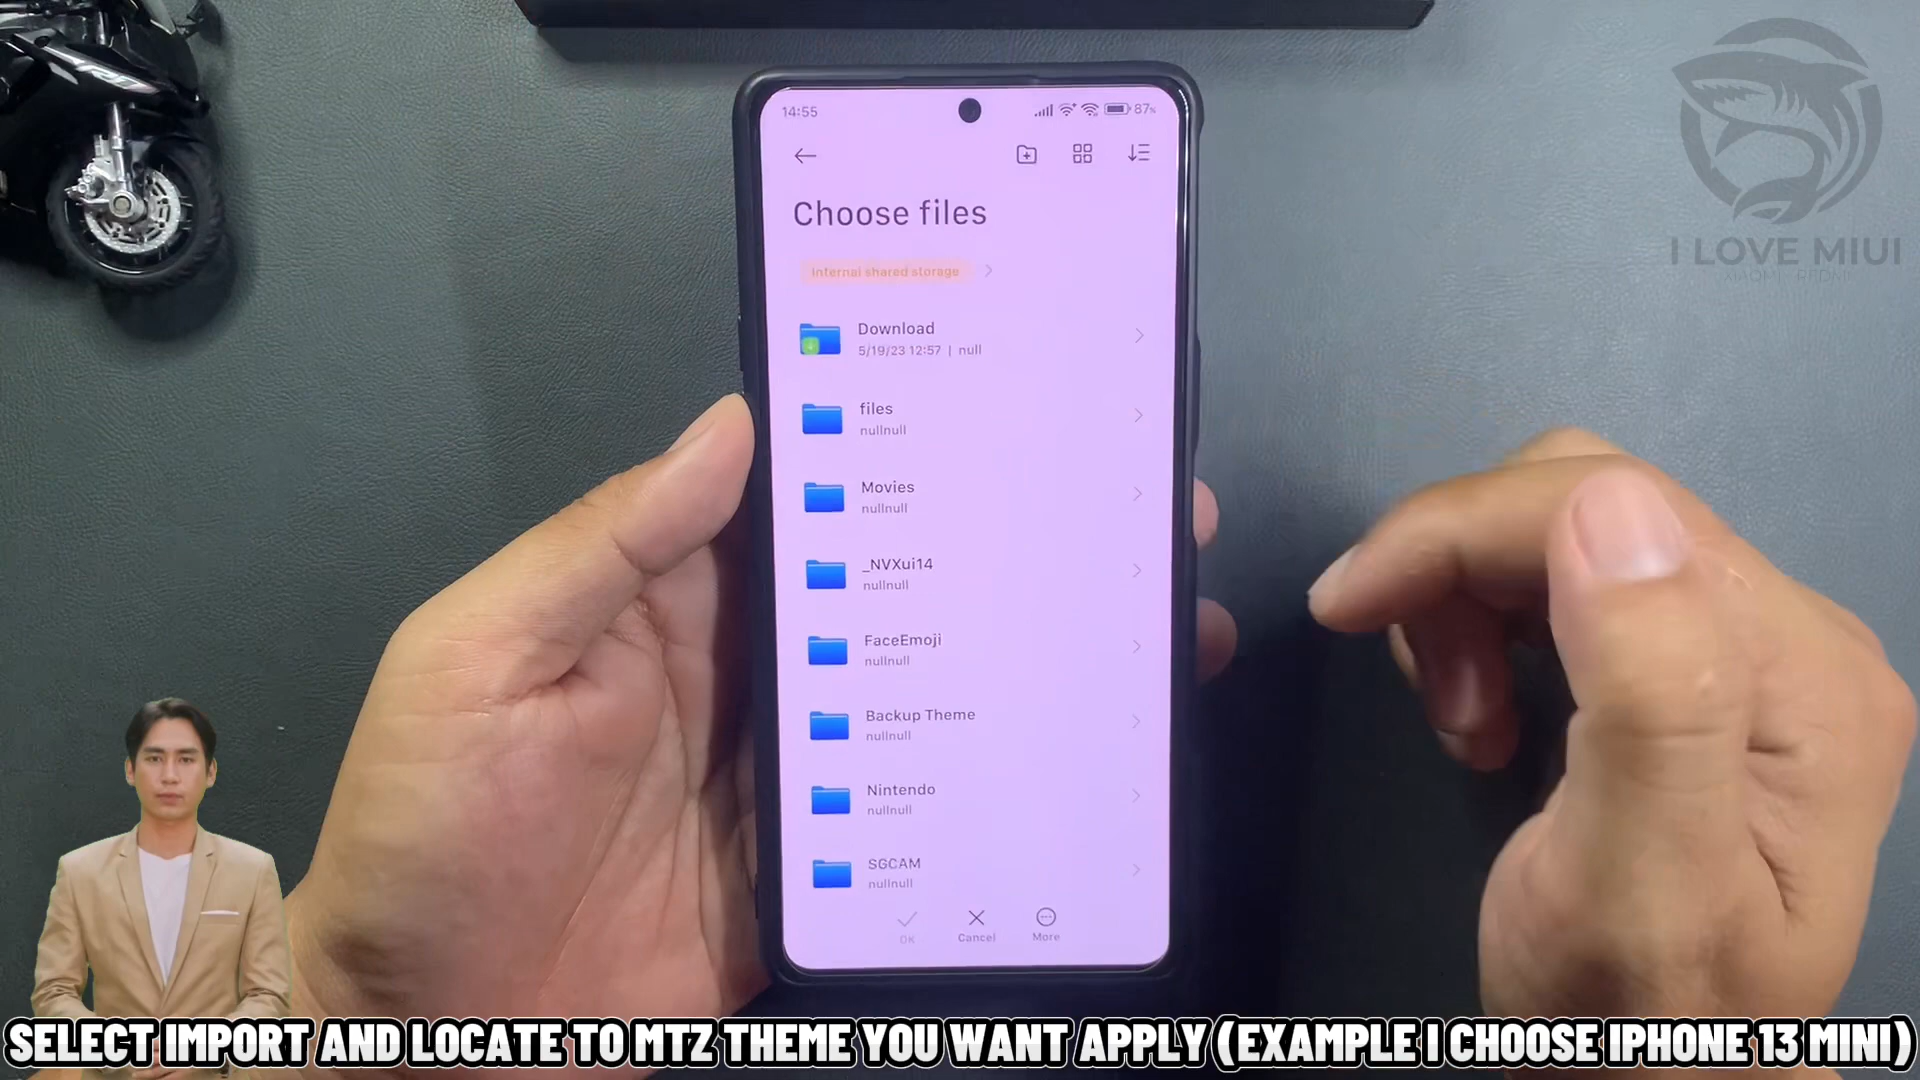 14:55
87%
Choose files
Internal shared storage
Download
5/19/23 12:57 | null
files
nullnull
Movies
nullnull
_NVXui14
nullnull
FaceEmoji
nullnull
Backup Theme
nullnull
Nintendo
nullnull
SGCAM
nullnull
OK
Cancel
More
I LOVE MIUI
XIAOMI - REDMI
SELECT IMPORT AND LOCATE TO MTZ THEME YOU WANT APPLY (EXAMPLE I CHOOSE IPHONE 13 MINI)